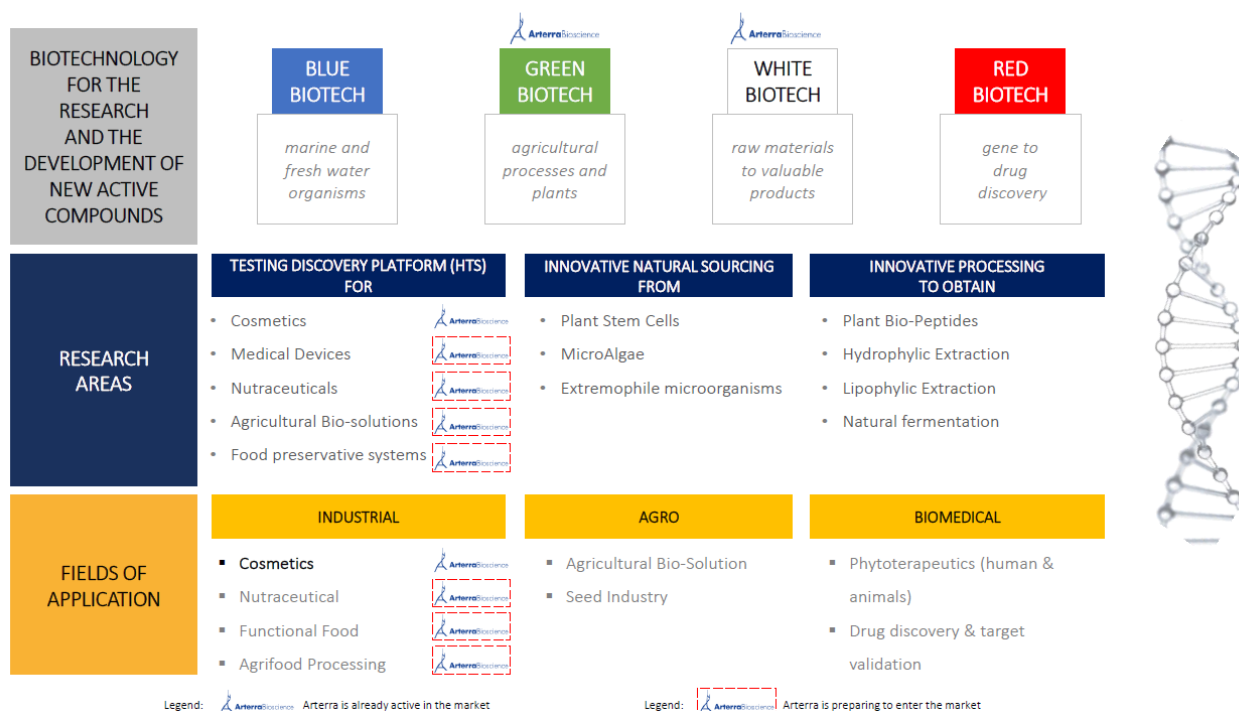 ArterraBioscience
ArterraBioscience
BIOTECHNOLOGY
FOR THE
RESEARCH
AND THE
DEVELOPMENT OF
NEW ACTIVE
COMPOUNDS
BLUE
BIOTECH
marine and
fresh water
organisms
GREEN
BIOTECH
agricultural
processes and
plants
WHITE
BIOTECH
raw materials
to valuable
products
RED
BIOTECH
gene to
drug
discovery
RESEARCH
AREAS
TESTING DISCOVERY PLATFORM (HTS)
FOR
• Cosmetics ArterraBioscience
• Medical Devices ArterraBioscience
• Nutraceuticals ArterraBioscience
• Agricultural Bio-solutions ArterraBioscience
• Food preservative systems ArterraBioscience
INNOVATIVE NATURAL SOURCING
FROM
• Plant Stem Cells
• MicroAlgae
• Extremophile microorganisms
INNOVATIVE PROCESSING
TO OBTAIN
• Plant Bio-Peptides
• Hydrophylic Extraction
• Lipophylic Extraction
• Natural fermentation
FIELDS OF
APPLICATION
INDUSTRIAL
▪ Cosmetics ArterraBioscience
▪ Nutraceutical ArterraBioscience
▪ Functional Food ArterraBioscience
▪ Agrifood Processing ArterraBioscience
AGRO
▪ Agricultural Bio-Solution
▪ Seed Industry
BIOMEDICAL
▪ Phytoterapeutics (human &
animals)
▪ Drug discovery & target
validation
Legend: ArterraBioscience Arterra is already active in the market
Legend: ArterraBioscience Arterra is preparing to enter the market